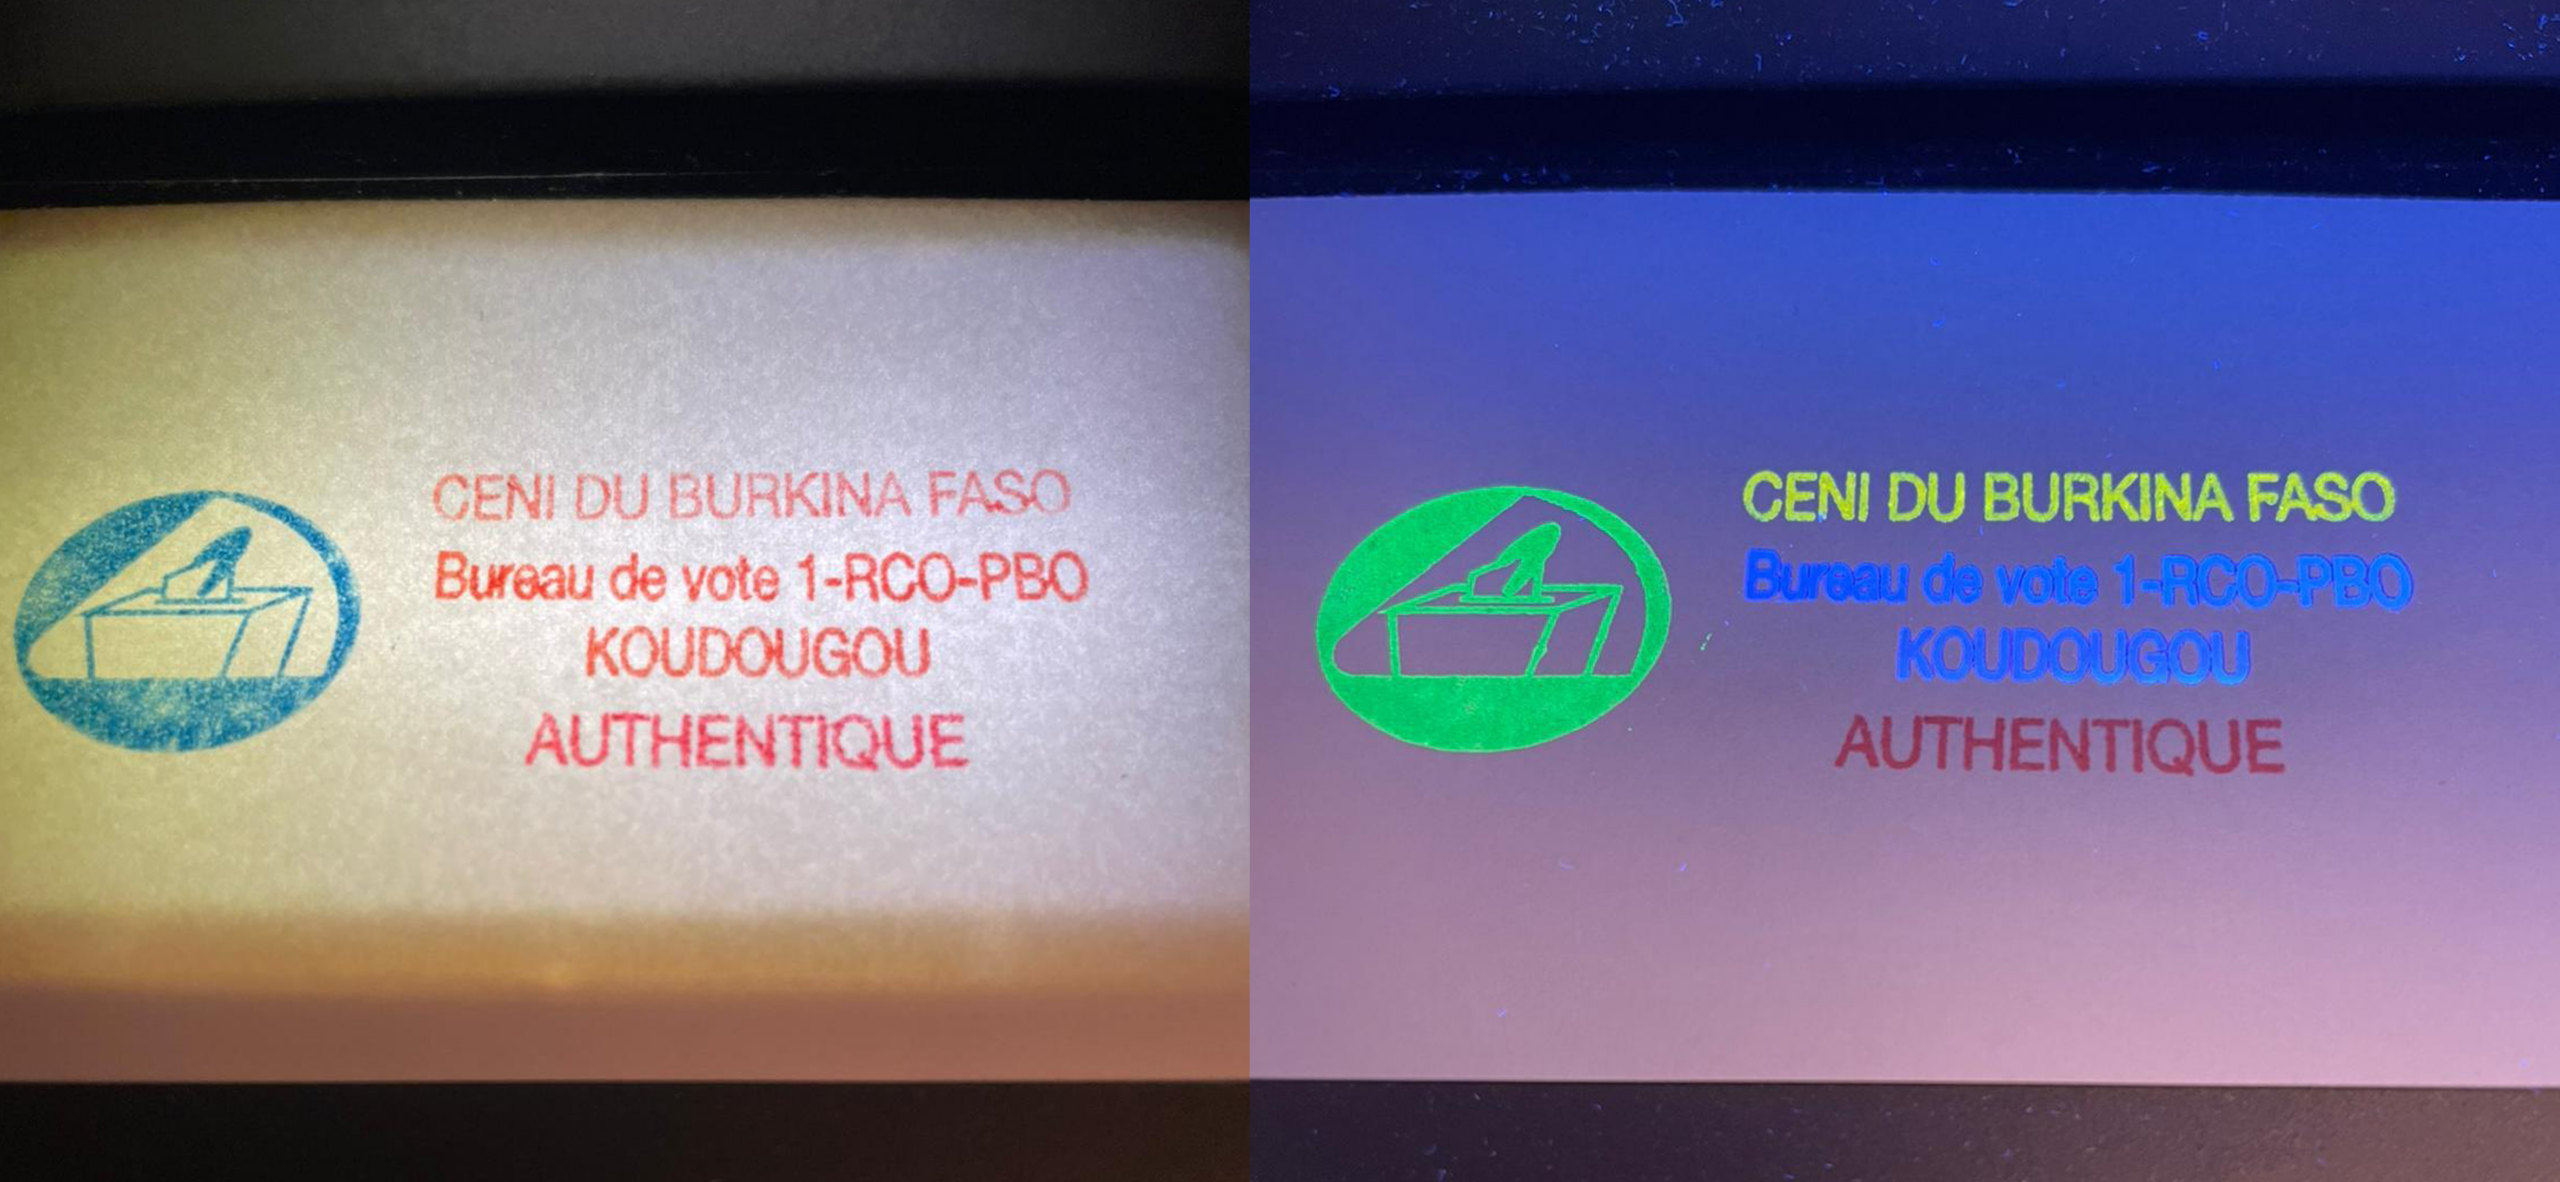 CENI DU BURKINA FASO
Bureau de vote 1-RCO-PBO
KOUDOUGOU
AUTHENTIQUE
CENI DU BURKINA FASO
Bureau de vote 1-RCO-PBO
KOUDOUGOU
AUTHENTIQUE